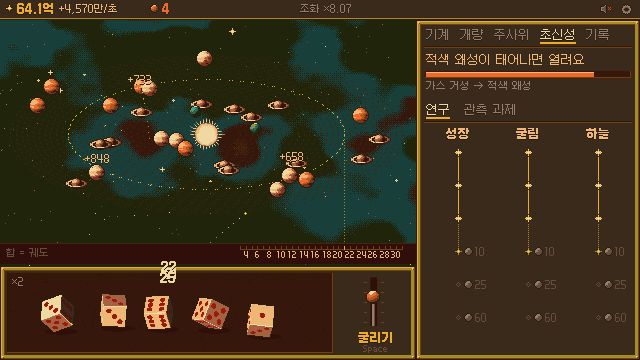 64.1억 +4,570만/초
4
조화 ×8.07
기계 개량 주사위 초신성 기록
적색 왜성이 태어나면 열려요
가스 거성 → 적색 왜성
연구 관측 과제
성장 굴림 하늘
10 10 10
25 25 25
60 60 60
+733
+848
+658
합 = 궤도
4 6 8 10 12 14 16 18 20 22 24 26 28 30
×2
22
25
굴리기
Space